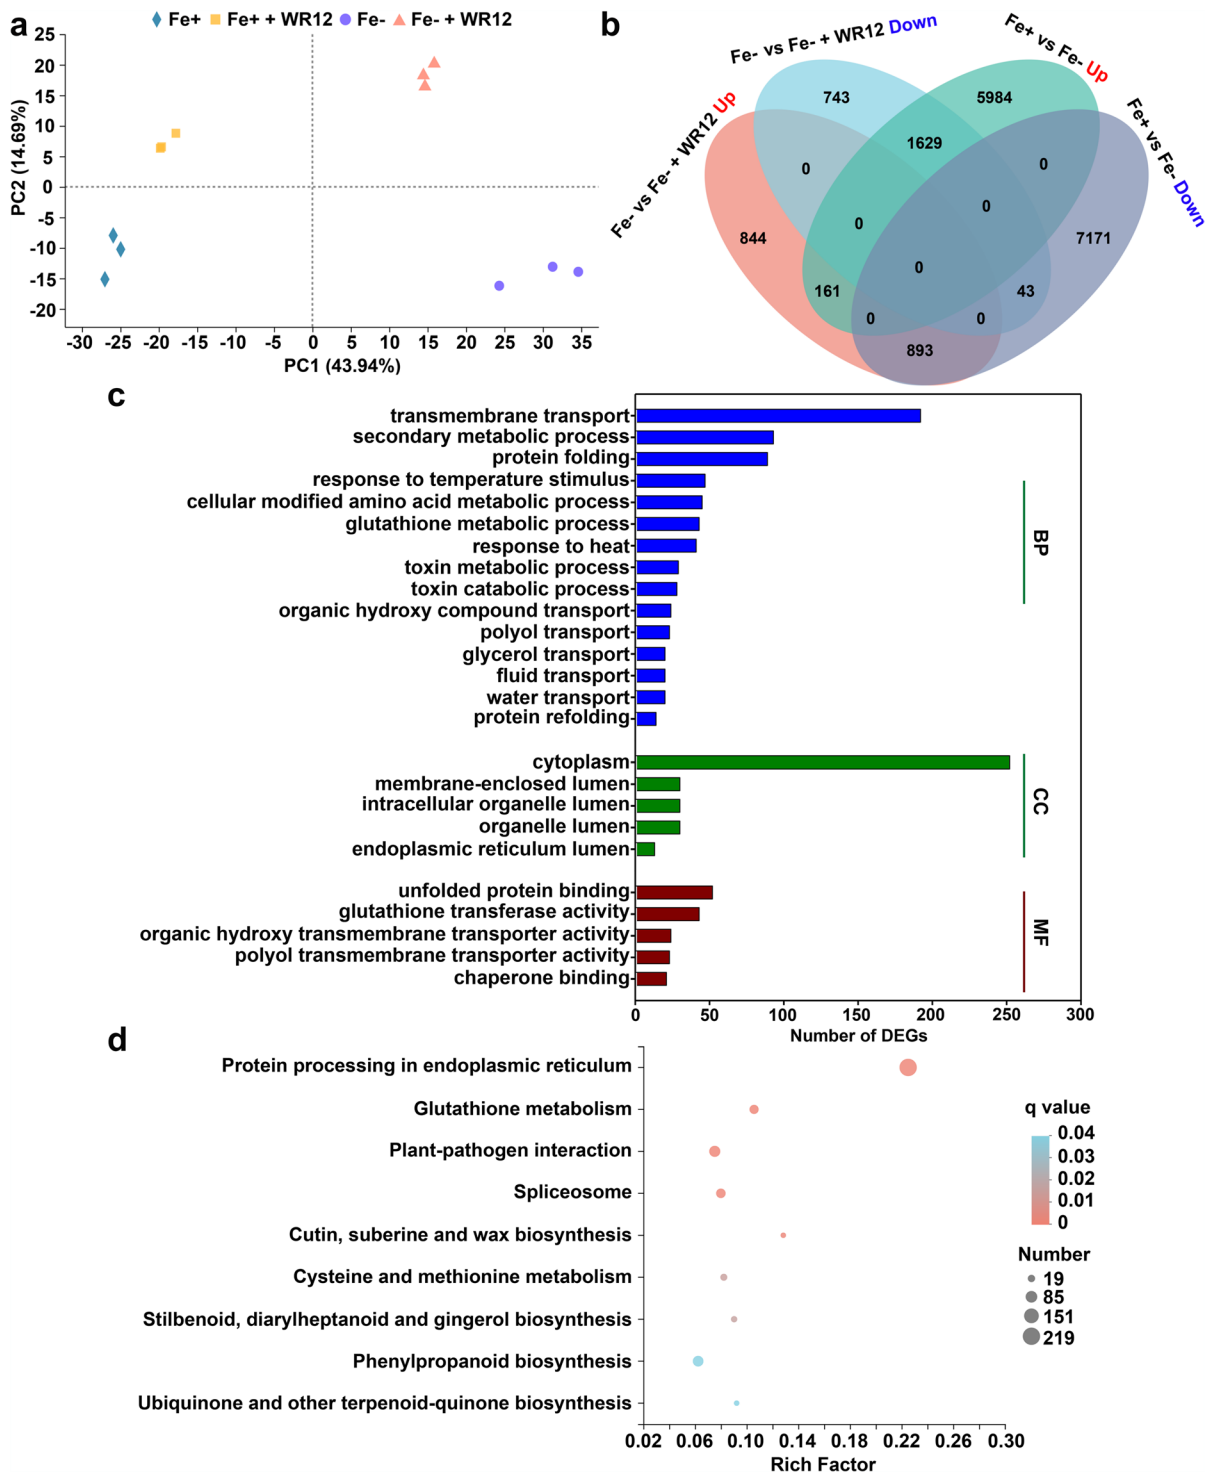 a
Fe+ Fe+ + WR12 Fe- Fe- + WR12
25
20
15
10
5
0
-5
-10
-15
-20
PC2 (14.69%)
-30 -25 -20 -15 -10 -5 0 5 10 15 20 25 30 35
PC1 (43.94%)
b
Fe- vs Fe- + WR12 Up
Fe- vs Fe- + WR12 Down
Fe+ vs Fe- Up
Fe+ vs Fe- Down
743
5984
1629
0
0
0
0
844
7171
0
161
43
0
0
893
c
transmembrane transport
secondary metabolic process
protein folding
response to temperature stimulus
cellular modified amino acid metabolic process
glutathione metabolic process
response to heat
toxin metabolic process
toxin catabolic process
organic hydroxy compound transport
polyol transport
glycerol transport
fluid transport
water transport
protein refolding
BP
cytoplasm
membrane-enclosed lumen
intracellular organelle lumen
organelle lumen
endoplasmic reticulum lumen
CC
unfolded protein binding
glutathione transferase activity
organic hydroxy transmembrane transporter activity
polyol transmembrane transporter activity
chaperone binding
MF
0 50 100 150 200 250 300
Number of DEGs
d
Protein processing in endoplasmic reticulum
Glutathione metabolism
Plant-pathogen interaction
Spliceosome
Cutin, suberine and wax biosynthesis
Cysteine and methionine metabolism
Stilbenoid, diarylheptanoid and gingerol biosynthesis
Phenylpropanoid biosynthesis
Ubiquinone and other terpenoid-quinone biosynthesis
0.02 0.06 0.10 0.14 0.18 0.22 0.26 0.30
Rich Factor
q value
0.04
0.03
0.02
0.01
0
Number
19
85
151
219